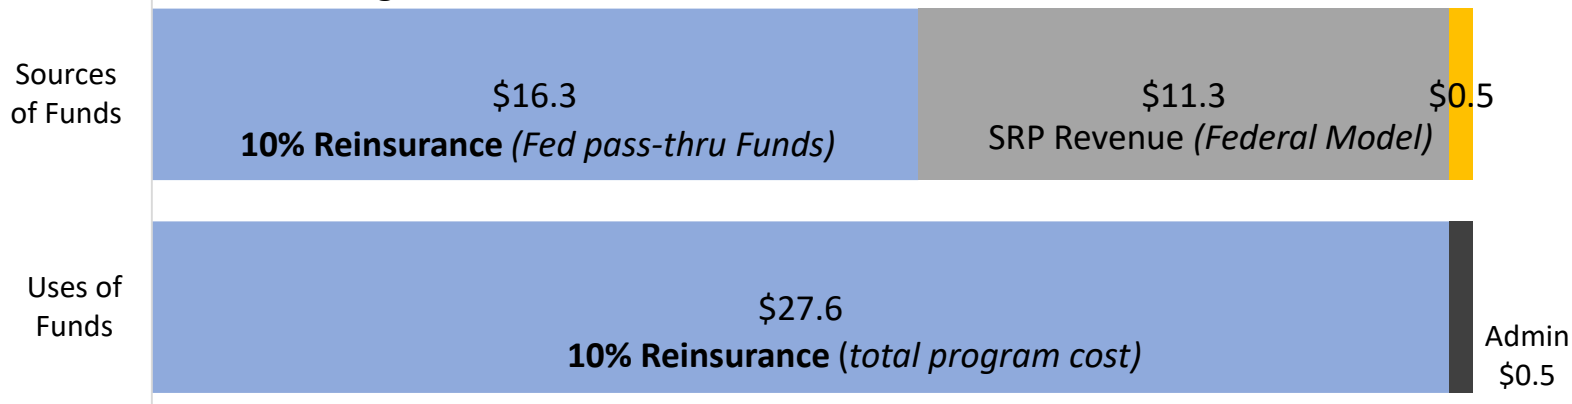 Sources
of Funds
$16.3
10% Reinsurance (Fed pass-thru Funds)
$11.3
SRP Revenue (Federal Model)
$0.5
Uses of
Funds
$27.6
10% Reinsurance (total program cost)
Admin
$0.5